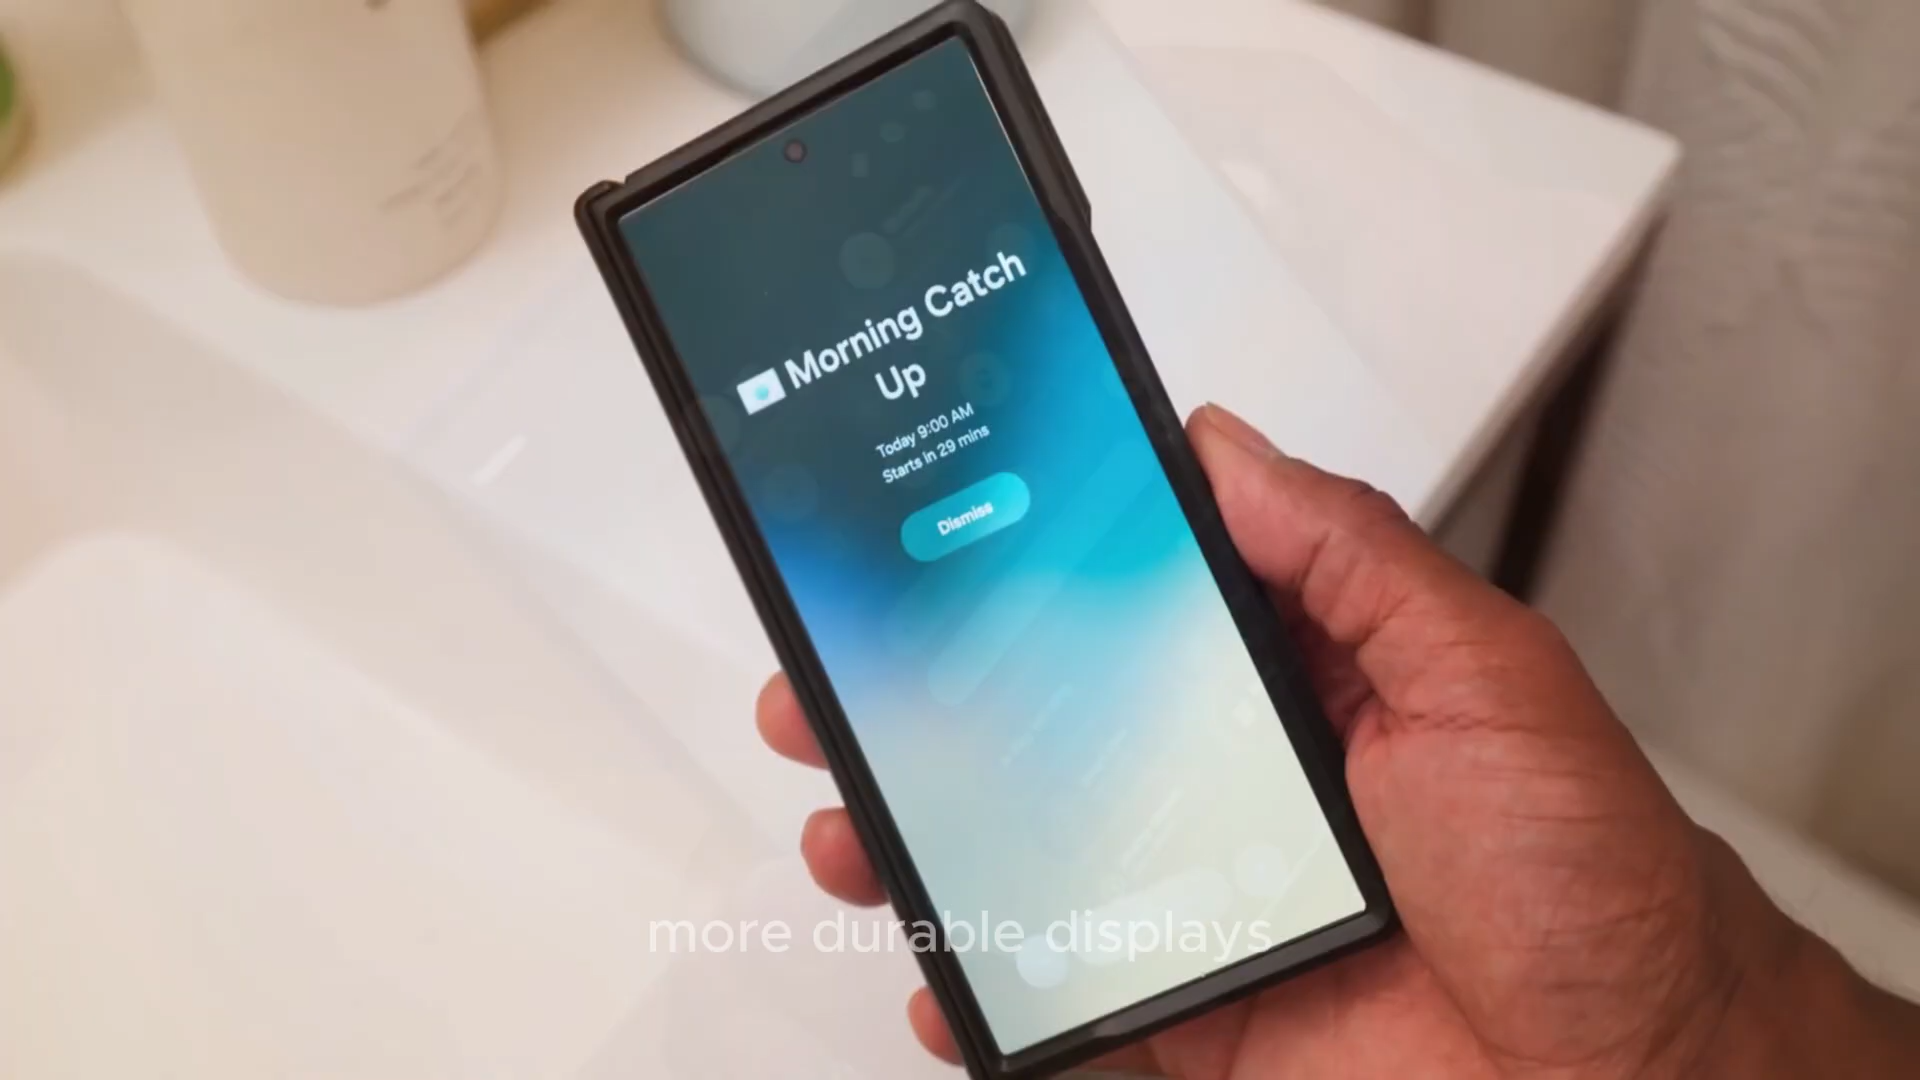 Morning Catch
Up
Today 9:00 AM
Starts in 29 mins
Dismiss
more durable displays